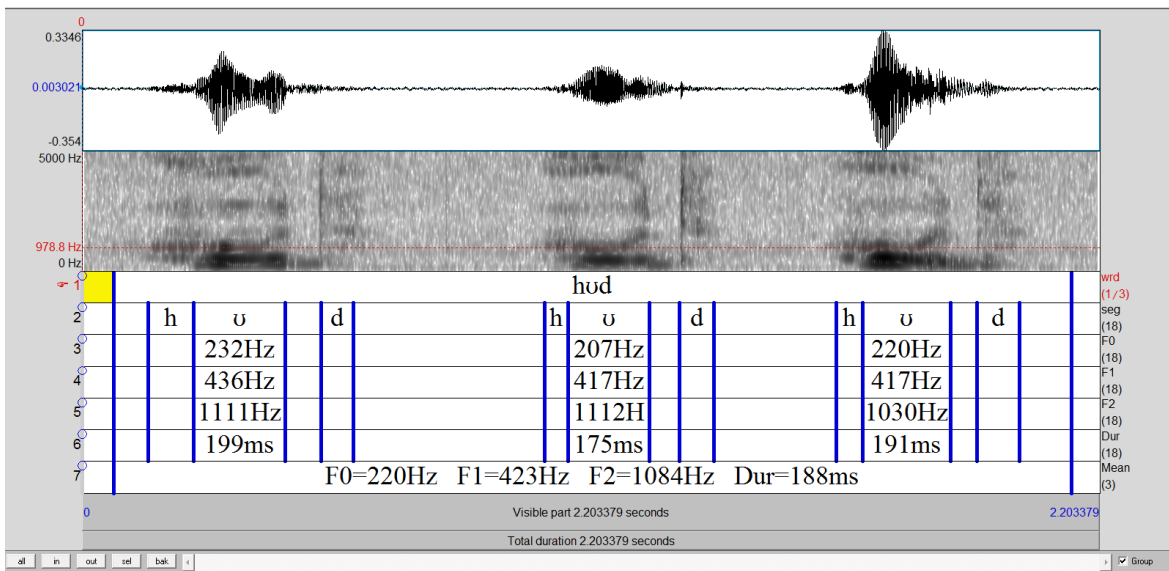 0
0.3346
0.003021
-0.354
5000 Hz
978.8 Hz
0 Hz
1 hʊd wrd (1/3)
2 h ʊ d h ʊ d h ʊ d seg (18)
3 232Hz 207Hz 220Hz F0 (18)
4 436Hz 417Hz 417Hz F1 (18)
5 1111Hz 1112H 1030Hz F2 (18)
6 199ms 175ms 191ms Dur (18)
7 F0=220Hz F1=423Hz F2=1084Hz Dur=188ms Mean (3)
0 Visible part 2.203379 seconds 2.203379
Total duration 2.203379 seconds
all in out sel bak Group